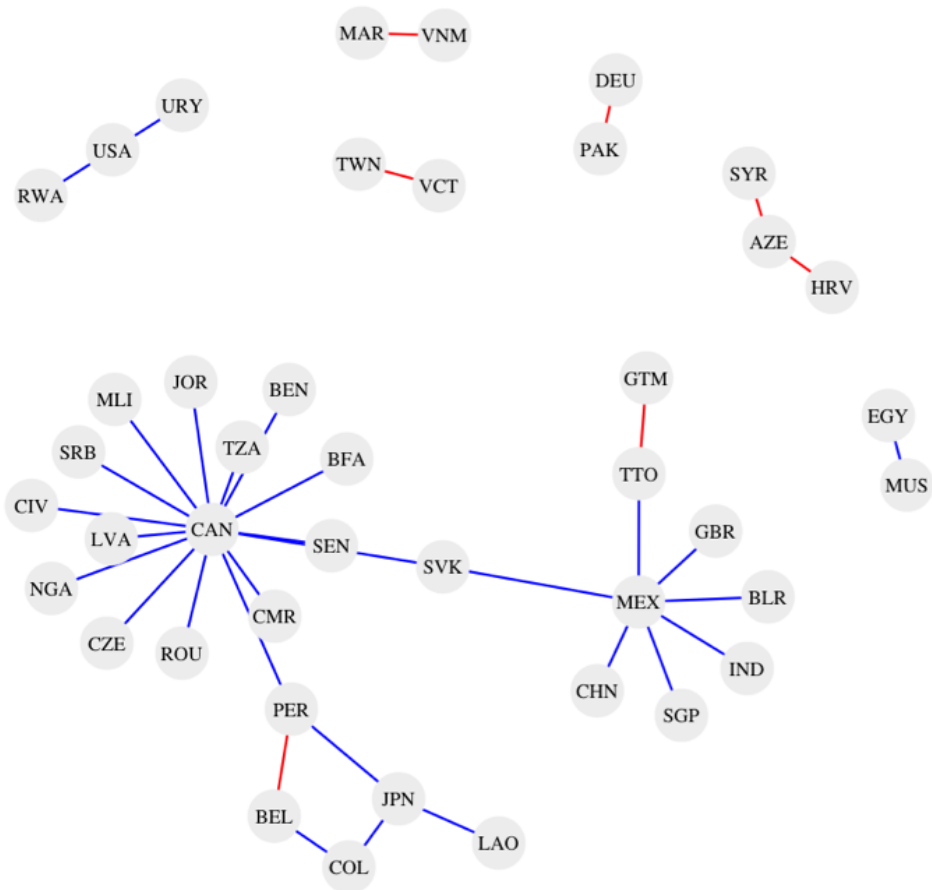 MAR
VNM
DEU
URY
USA
PAK
TWN
VCT
SYR
RWA
AZE
HRV
GTM
JOR
BEN
MLI
EGY
TZA
SRB
BFA
TTO
MUS
CIV
CAN
GBR
LVA
SEN
SVK
NGA
MEX
BLR
CMR
CZE
ROU
IND
CHN
PER
SGP
JPN
BEL
LAO
COL